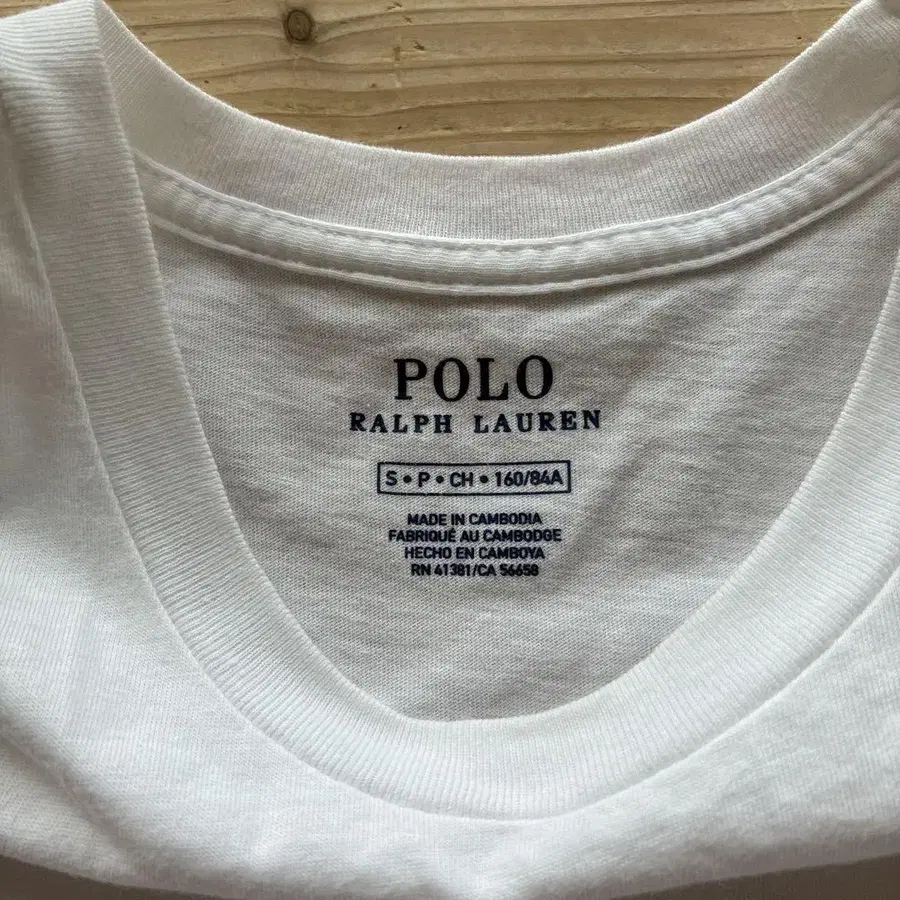 POLO
RALPH LAUREN
S • P • CH • 160/84A
MADE IN CAMBODIA
FABRIQUÉ AU CAMBODGE
HECHO EN CAMBOYA
RN 41381/CA 56658